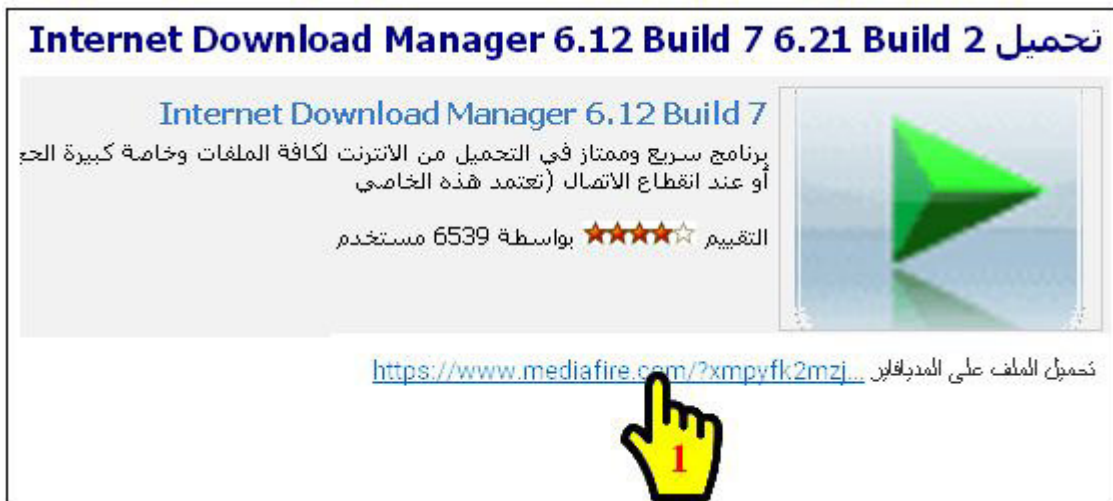 تحميل Internet Download Manager 6.12 Build 7 6.21 Build 2
Internet Download Manager 6.12 Build 7
برنامج سريع وممتاز في التحميل من الانترنت لكافة الملفات وخاصة كبيرة الحج
أو عند انقطاع الاتصال (تعتمد هذه الخاصي
التقييم بواسطة 6539 مستخدم
تحميل الملف على الميديافاير https://www.mediafire.com/?xmpyfk2mzj...
1